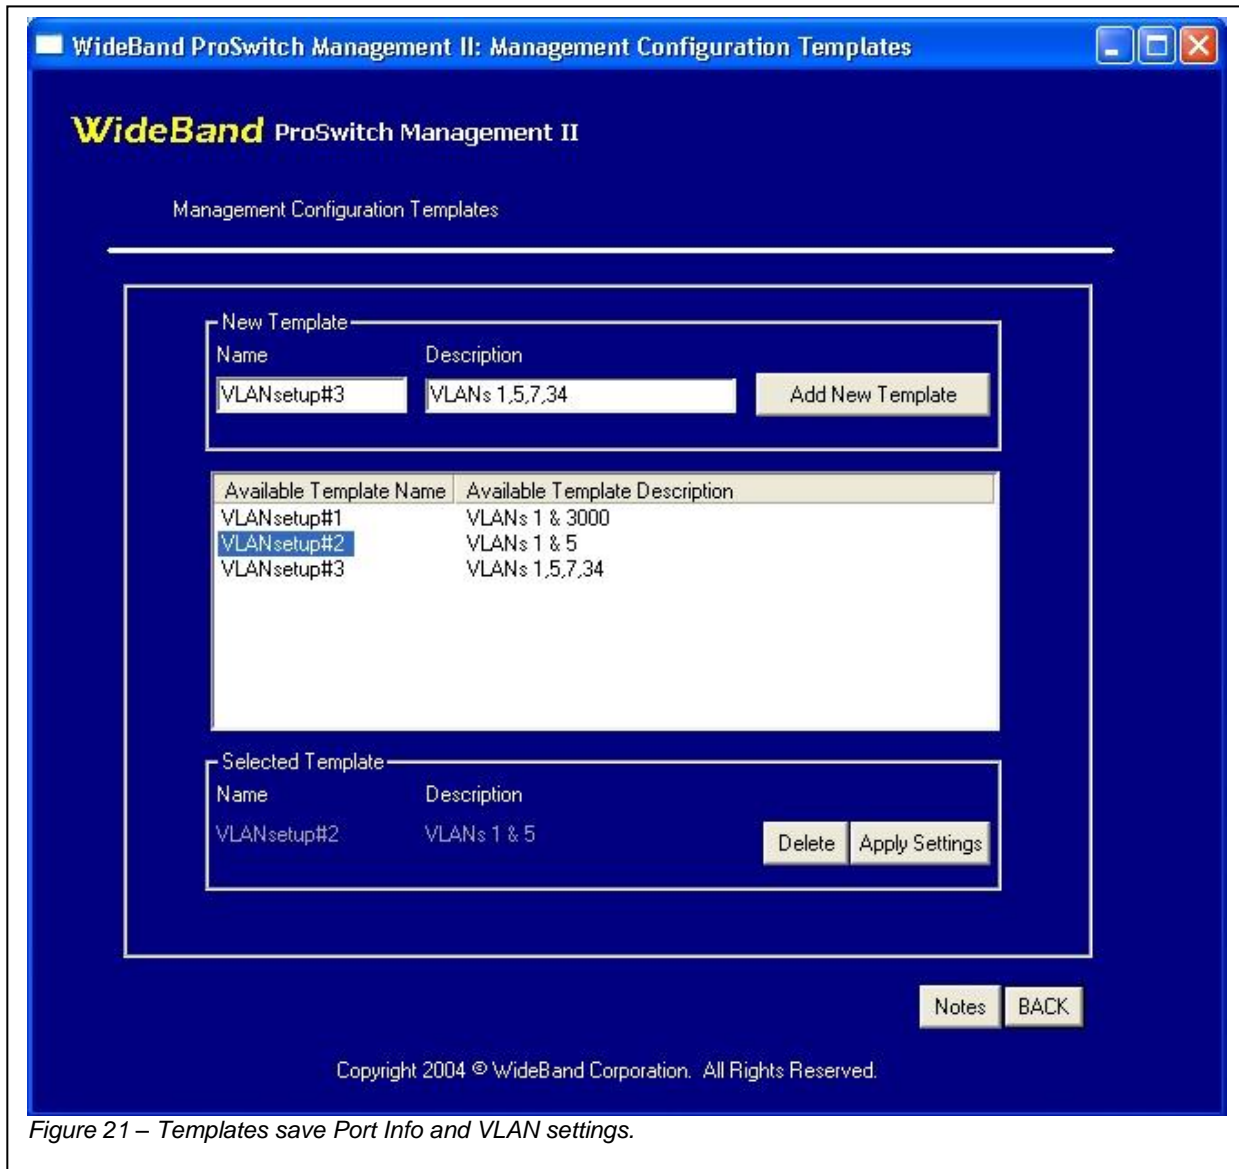 WideBand ProSwitch Management II: Management Configuration Templates
WideBand ProSwitch Management II
Management Configuration Templates
New Template
Name Description
VLANsetup#3 VLANs 1,5,7,34 Add New Template
Available Template Name Available Template Description
VLANsetup#1 VLANs 1 & 3000
VLANsetup#2 VLANs 1 & 5
VLANsetup#3 VLANs 1,5,7,34
Selected Template
Name Description
VLANsetup#2 VLANs 1 & 5 Delete Apply Settings
Notes BACK
Copyright 2004 © WideBand Corporation. All Rights Reserved.
Figure 21 – Templates save Port Info and VLAN settings.